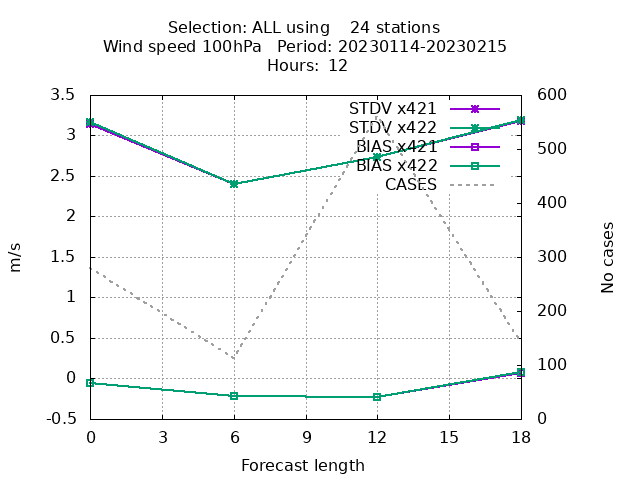 Selection: ALL using    24 stations
Wind speed 100hPa   Period: 20230114-20230215
Hours:  12
STDV x421
STDV x422
BIAS x421
BIAS x422
CASES
3.5
3
2.5
2
1.5
1
0.5
0
-0.5
m/s
600
500
400
300
200
100
0
No cases
0 3 6 9 12 15 18
Forecast length